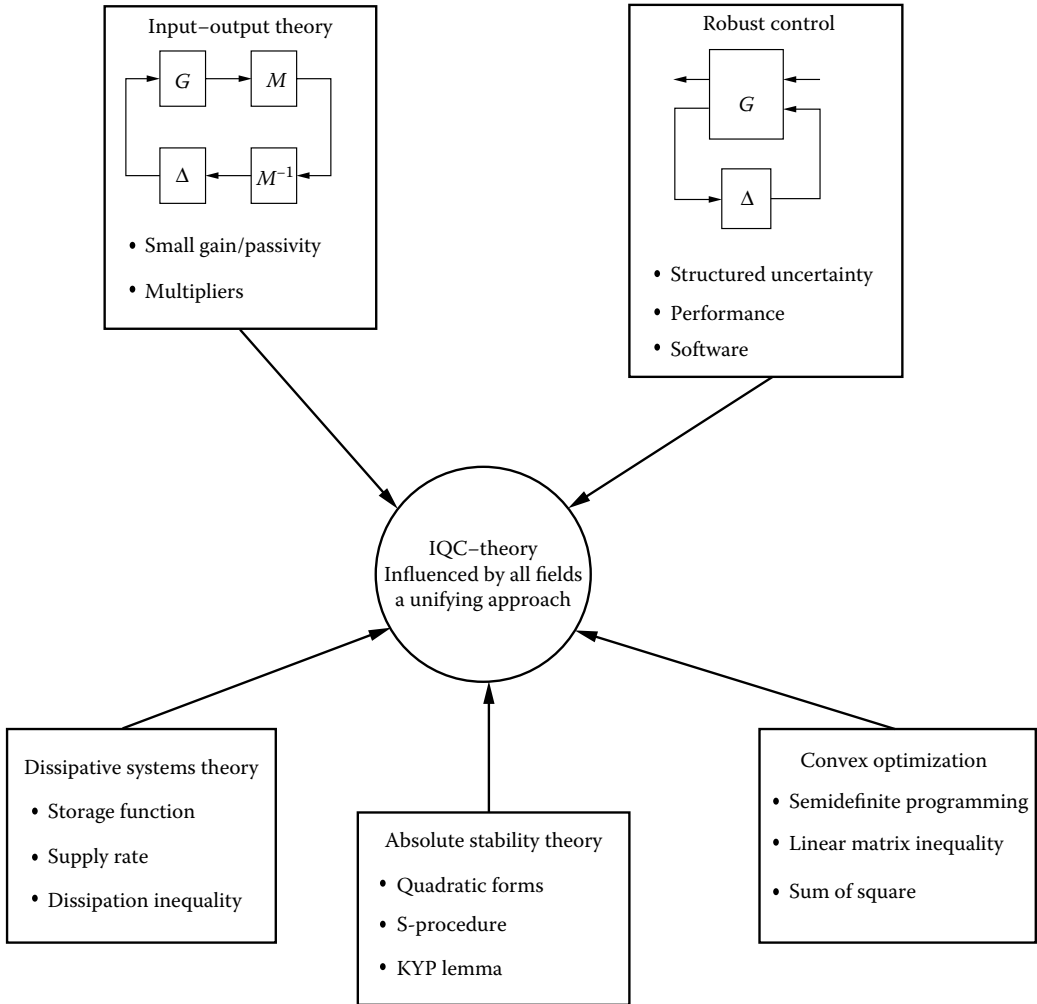 Input–output theory
G
M
Δ
M⁻¹
• Small gain/passivity
• Multipliers
Robust control
G
Δ
• Structured uncertainty
• Performance
• Software
IQC–theory
Influenced by all fields
a unifying approach
Dissipative systems theory
• Storage function
• Supply rate
• Dissipation inequality
Absolute stability theory
• Quadratic forms
• S-procedure
• KYP lemma
Convex optimization
• Semidefinite programming
• Linear matrix inequality
• Sum of square